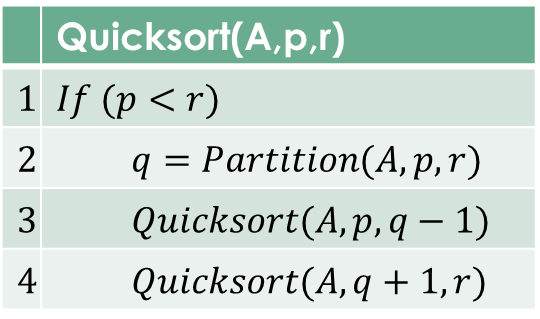 Quicksort(A,p,r)
1 If (p < r)
2 q = Partition(A, p, r)
3 Quicksort(A, p, q − 1)
4 Quicksort(A, q + 1, r)